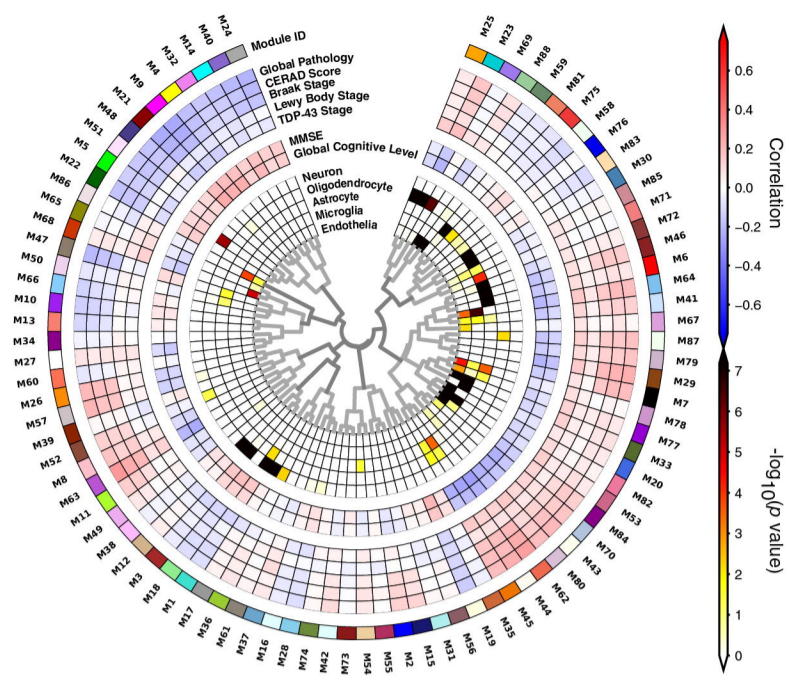 Module ID
Global Pathology
CERAD Score
Braak Stage
Lewy Body Stage
TDP-43 Stage
MMSE
Global Cognitive Level
Neuron
Oligodendrocyte
Astrocyte
Microglia
Endothelia
M25
M23
M69
M88
M59
M81
M75
M58
M76
M83
M30
M85
M71
M72
M46
M6
M64
M41
M67
M87
M79
M29
M7
M78
M77
M33
M20
M82
M53
M84
M70
M43
M80
M62
M44
M45
M35
M19
M56
M31
M15
M2
M55
M54
M73
M42
M74
M28
M16
M37
M61
M36
M17
M1
M18
M3
M12
M38
M49
M11
M63
M8
M52
M39
M57
M26
M60
M27
M34
M13
M10
M66
M50
M47
M68
M65
M86
M22
M5
M51
M48
M21
M9
M4
M32
M14
M40
M24
0.6
0.4
0.2
0.0
−0.2
−0.4
−0.6
Correlation
7
6
5
4
3
2
1
0
-log10(p value)